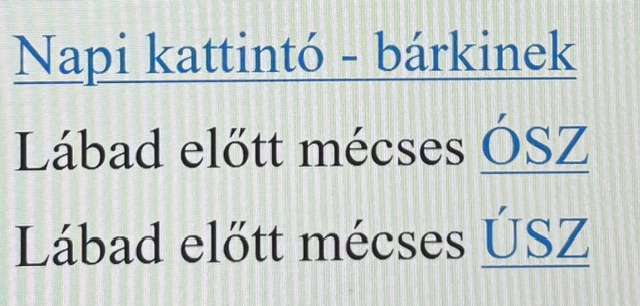 Napi kattintó - bárkinek
Lábad előtt mécses ÓSZ
Lábad előtt mécses ÚSZ